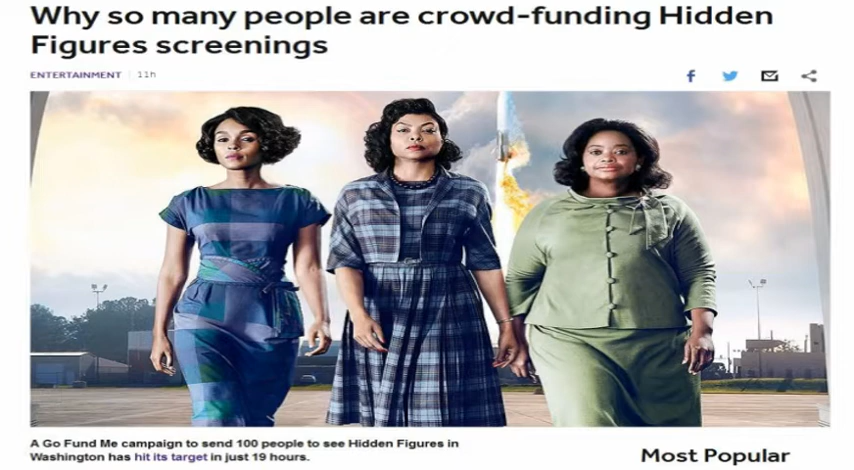 Why so many people are crowd-funding Hidden
Figures screenings
ENTERTAINMENT | 11h
A Go Fund Me campaign to send 100 people to see Hidden Figures in
Washington has hit its target in just 19 hours.
Most Popular